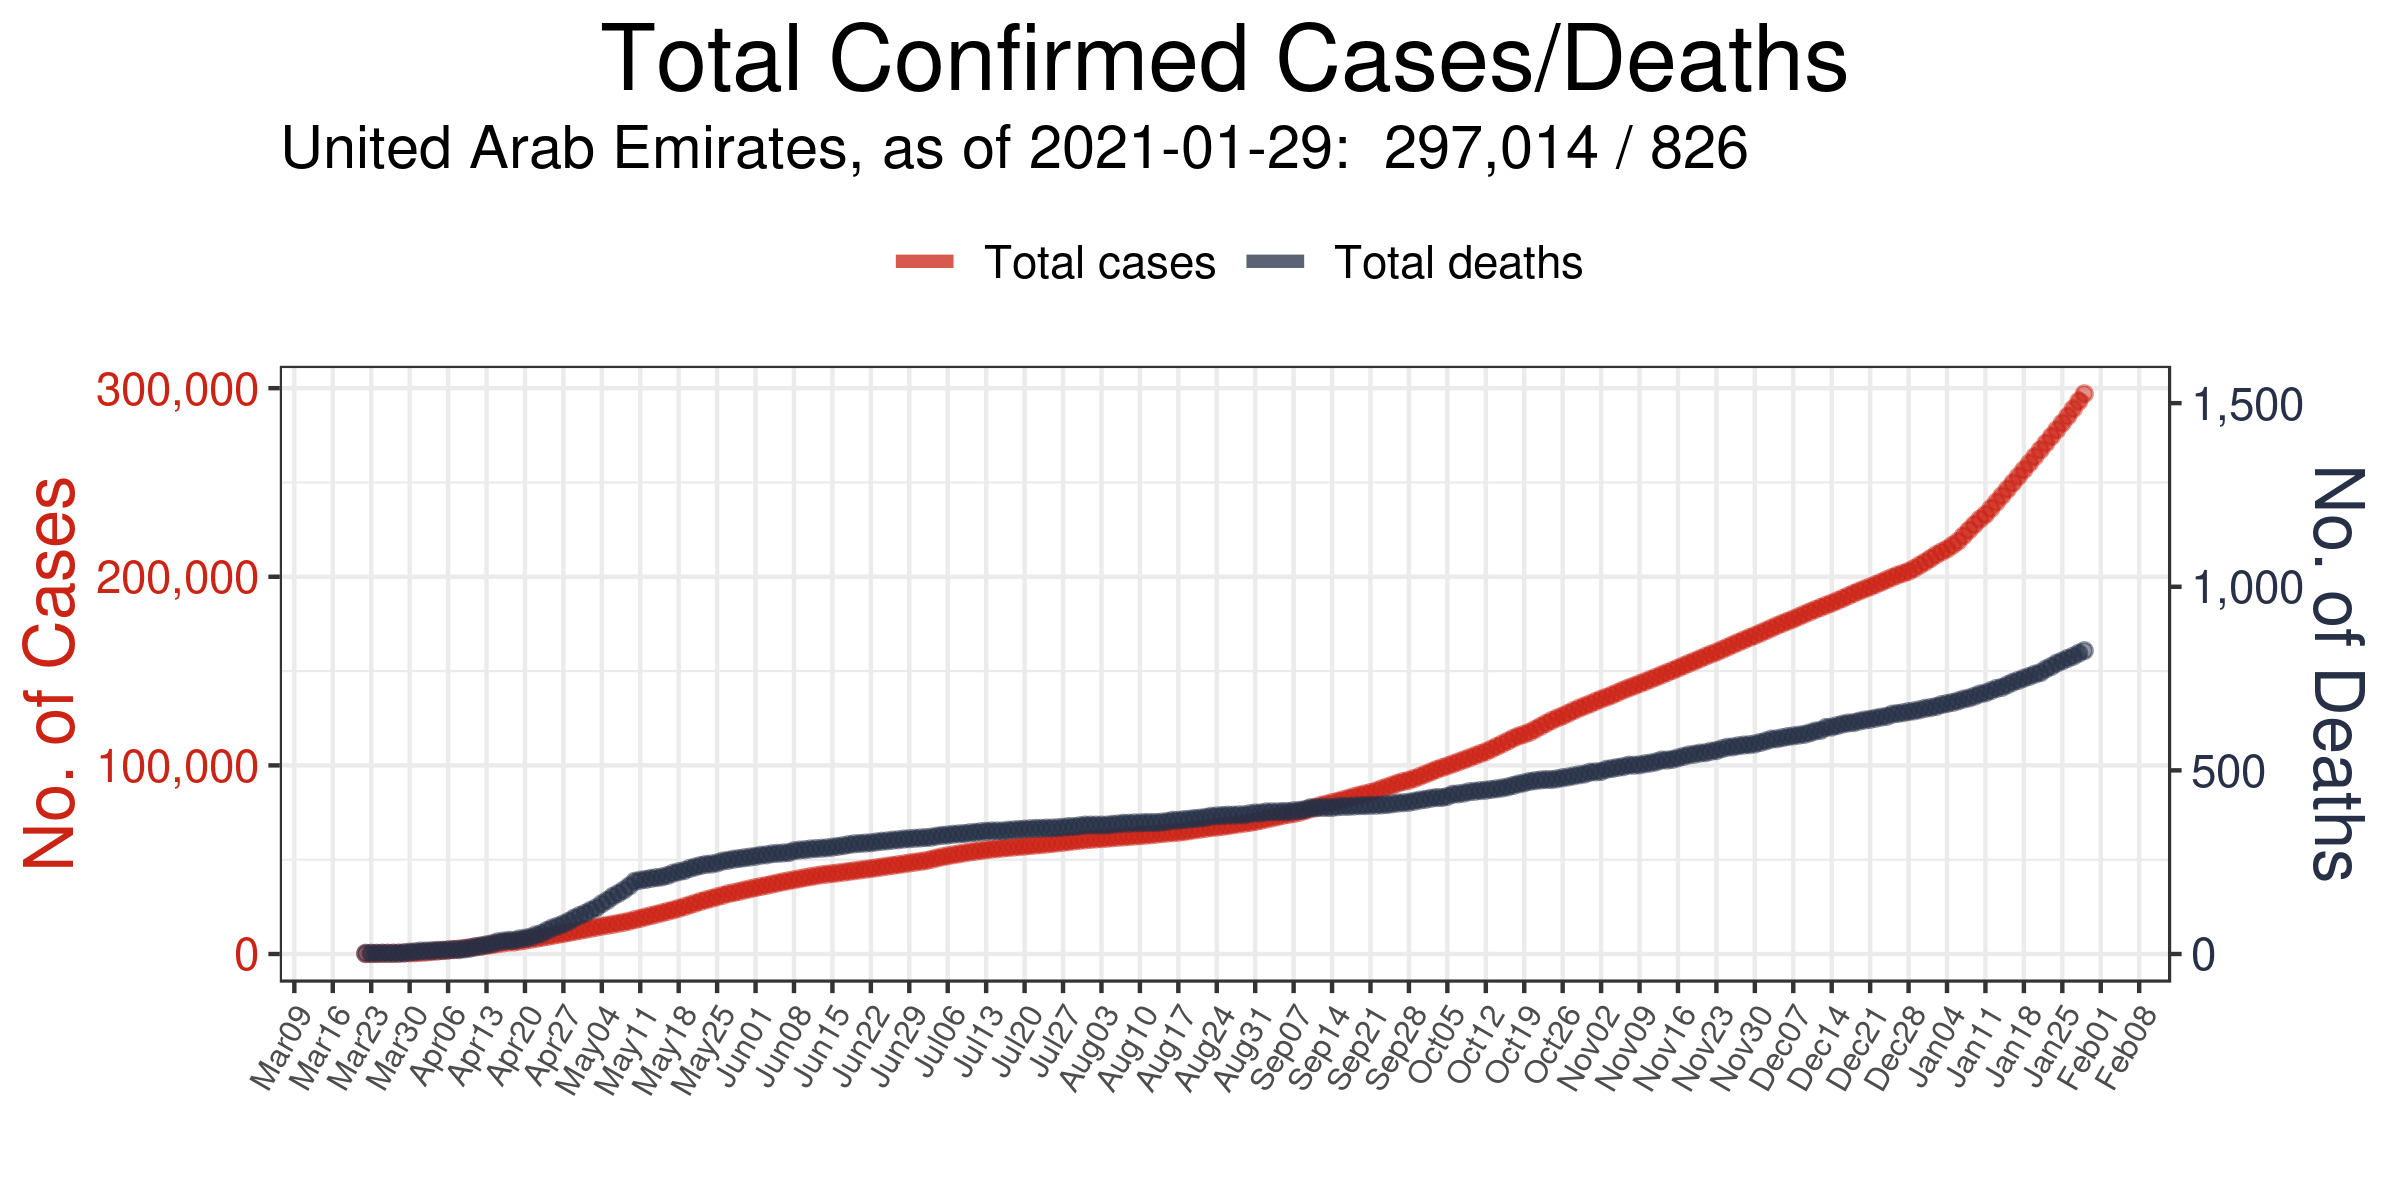 Total Confirmed Cases/Deaths
United Arab Emirates, as of 2021-01-29:  297,014 / 826
Total cases
Total deaths
No. of Cases
300,000
200,000
100,000
0
1,500
1,000
500
0
No. of Deaths
Mar09
Mar16
Mar23
Mar30
Apr06
Apr13
Apr20
Apr27
May04
May11
May18
May25
Jun01
Jun08
Jun15
Jun22
Jun29
Jul06
Jul13
Jul20
Jul27
Aug03
Aug10
Aug17
Aug24
Aug31
Sep07
Sep14
Sep21
Sep28
Oct05
Oct12
Oct19
Oct26
Nov02
Nov09
Nov16
Nov23
Nov30
Dec07
Dec14
Dec21
Dec28
Jan04
Jan11
Jan18
Jan25
Feb01
Feb08